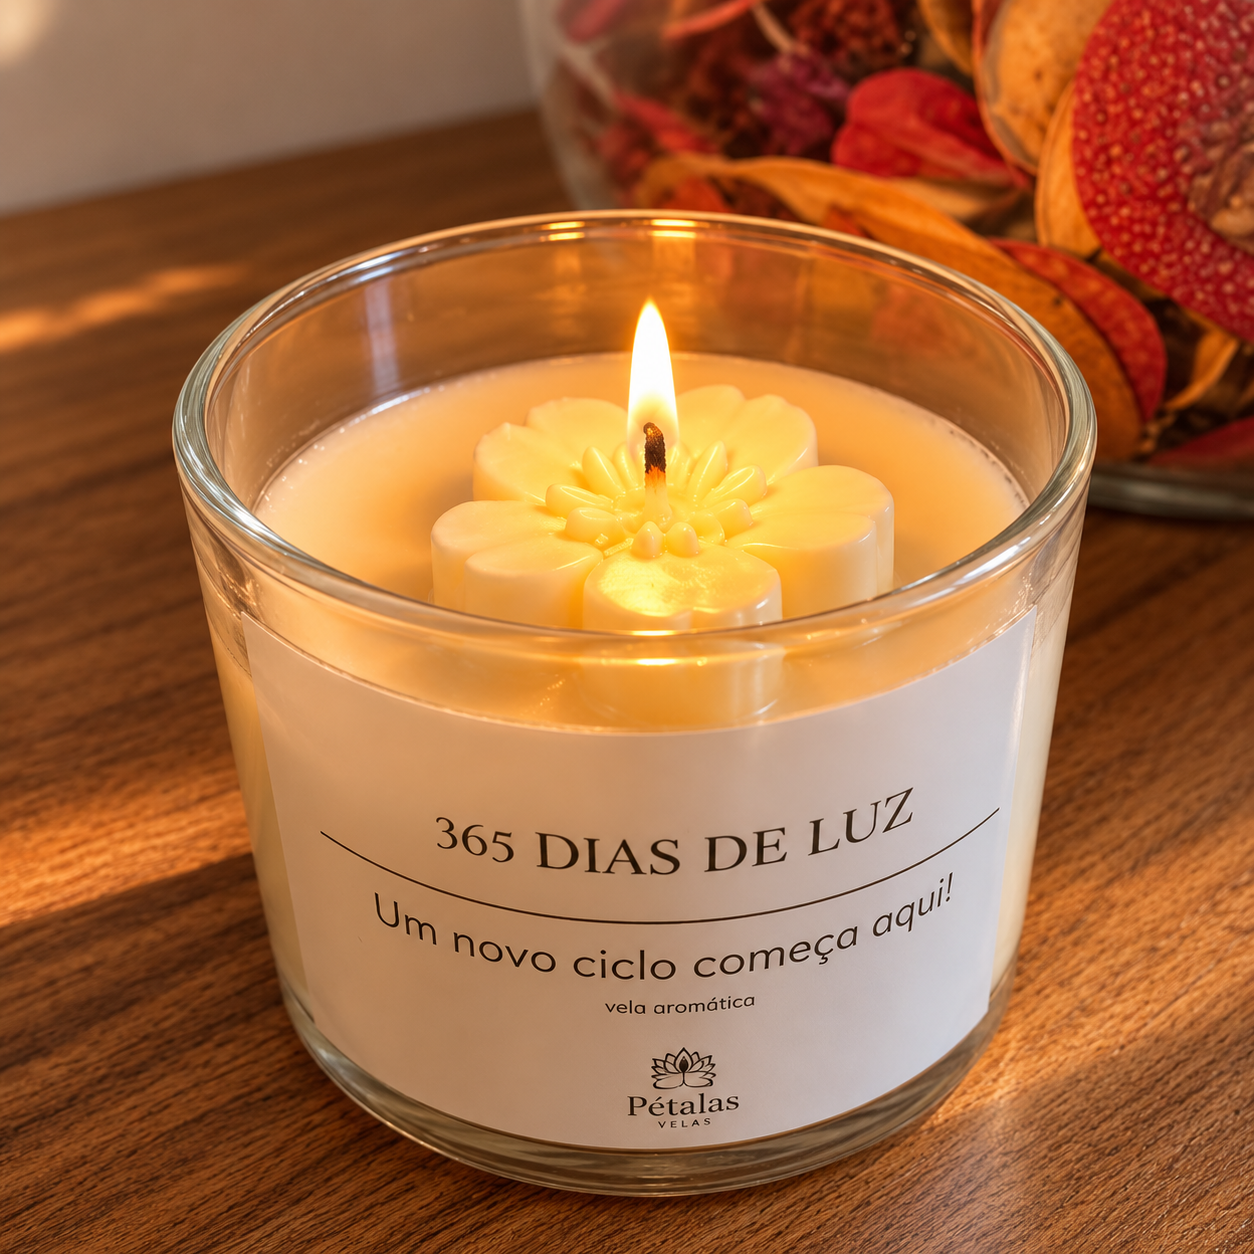 365 DIAS DE LUZ
Um novo ciclo começa aqui!
vela aromática
Pétalas
VELAS